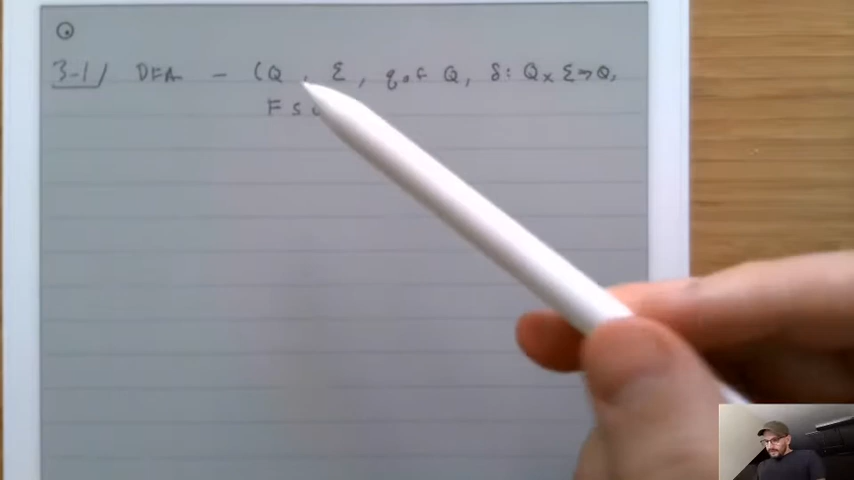 3-1/ DFA - (Q, Σ, q₀ ∈ Q, δ: Q × Σ → Q,
F ⊆